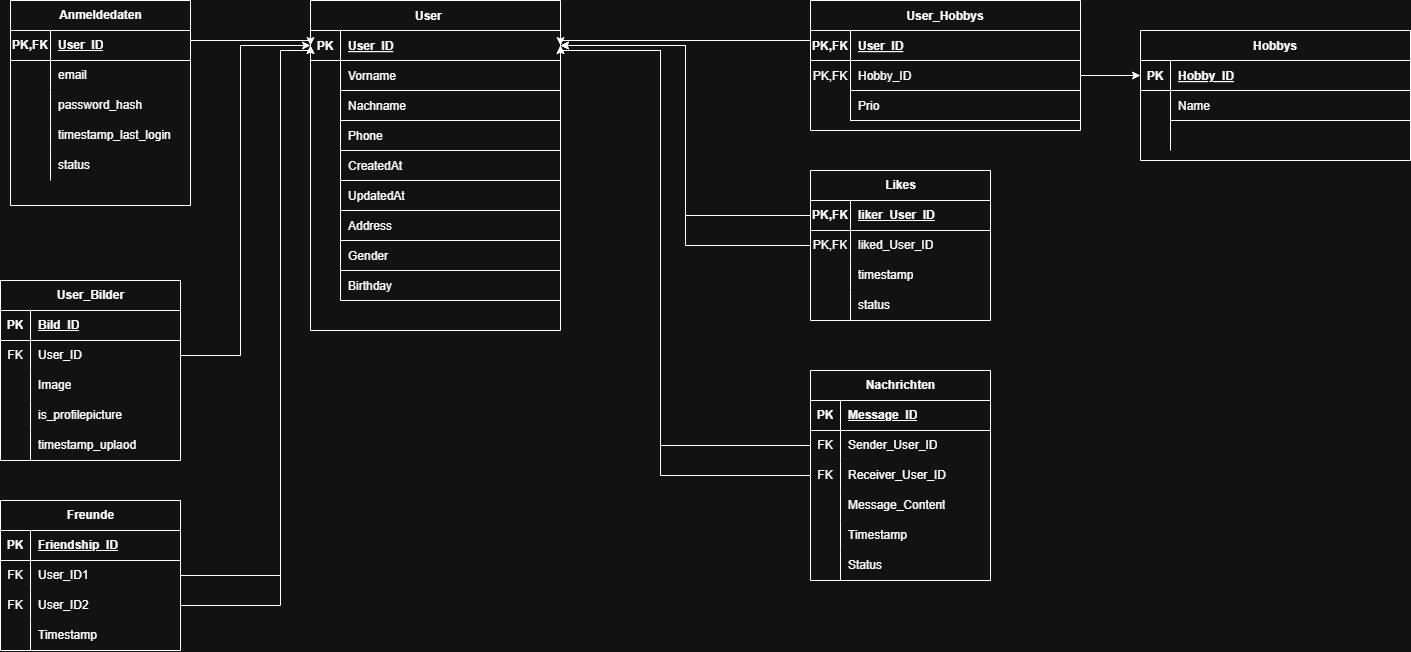 Anmeldedaten
PK,FK User_ID
email
password_hash
timestamp_last_login
status
User
PK User_ID
Vorname
Nachname
Phone
CreatedAt
UpdatedAt
Address
Gender
Birthday
User_Hobbys
PK,FK User_ID
PK,FK Hobby_ID
Prio
Hobbys
PK Hobby_ID
Name
Likes
PK,FK liker_User_ID
PK,FK liked_User_ID
timestamp
status
User_Bilder
PK Bild_ID
FK User_ID
Image
is_profilepicture
timestamp_uplaod
Nachrichten
PK Message_ID
FK Sender_User_ID
FK Receiver_User_ID
Message_Content
Timestamp
Status
Freunde
PK Friendship_ID
FK User_ID1
FK User_ID2
Timestamp